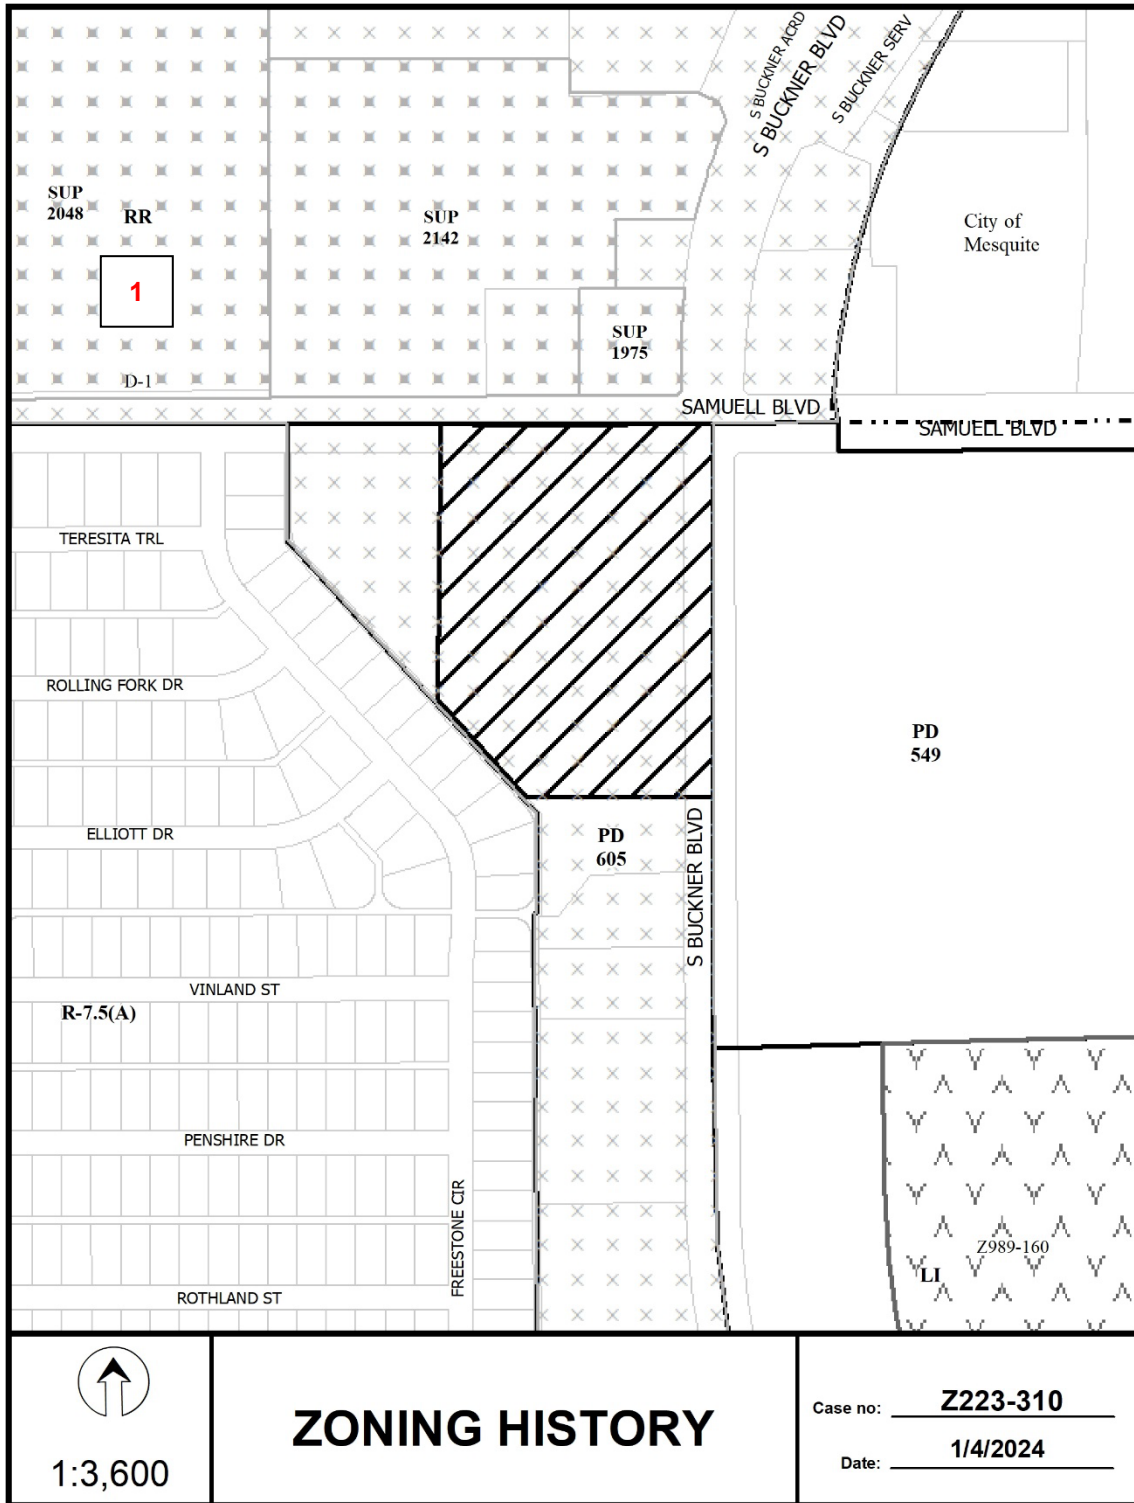 S BUCKNER ACRD
S BUCKNER BLVD
S BUCKNER SERV
SUP
2048
RR
SUP
2142
City of
Mesquite
1
SUP
1975
D-1
SAMUELL BLVD
SAMUELL BLVD
TERESITA TRL
ROLLING FORK DR
PD
549
ELLIOTT DR
PD
605
S BUCKNER BLVD
VINLAND ST
R-7.5(A)
PENSHIRE DR
FREESTONE CIR
Z989-160
LI
ROTHLAND ST
1:3,600
ZONING HISTORY
Case no: Z223-310
Date: 1/4/2024